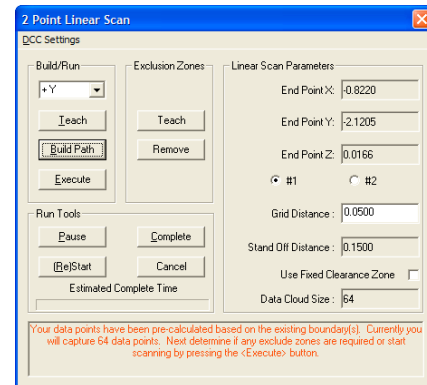 2 Point Linear Scan
DCC Settings
Build/Run
Exclusion Zones
Linear Scan Parameters
+Y
Teach
Build Path
Execute
Teach
Remove
End Point X: -0.8220
End Point Y: -2.1205
End Point Z: 0.0166
#1 #2
Grid Distance : 0.0500
Stand Off Distance : 0.1500
Use Fixed Clearance Zone
Data Cloud Size : 64
Run Tools
Pause
Complete
(Re)Start
Cancel
Estimated Complete Time
Your data points have been pre-calculated based on the existing boundary(s). Currently you
will capture 64 data points. Next determine if any exclude zones are required or start
scanning by pressing the <Execute> button.